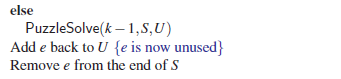 else
PuzzleSolve(k − 1,S,U)
Add e back to U {e is now unused}
Remove e from the end of S